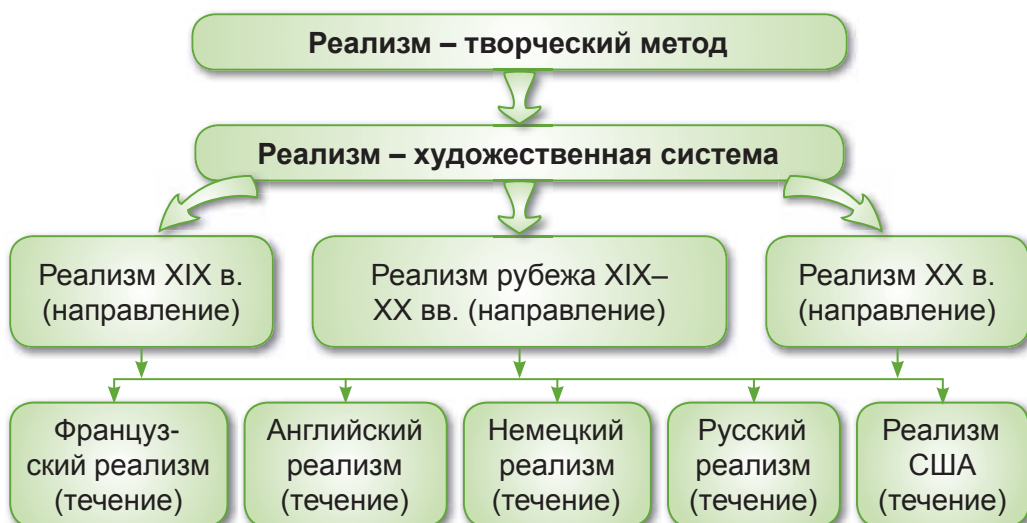 Реализм – творческий метод
Реализм – художественная система
Реализм XIX в.
(направление)
Реализм рубежа XIX–
XX вв. (направление)
Реализм XX в.
(направление)
Француз-
ский реализм
(течение)
Английский
реализм
(течение)
Немецкий
реализм
(течение)
Русский
реализм
(течение)
Реализм
США
(течение)